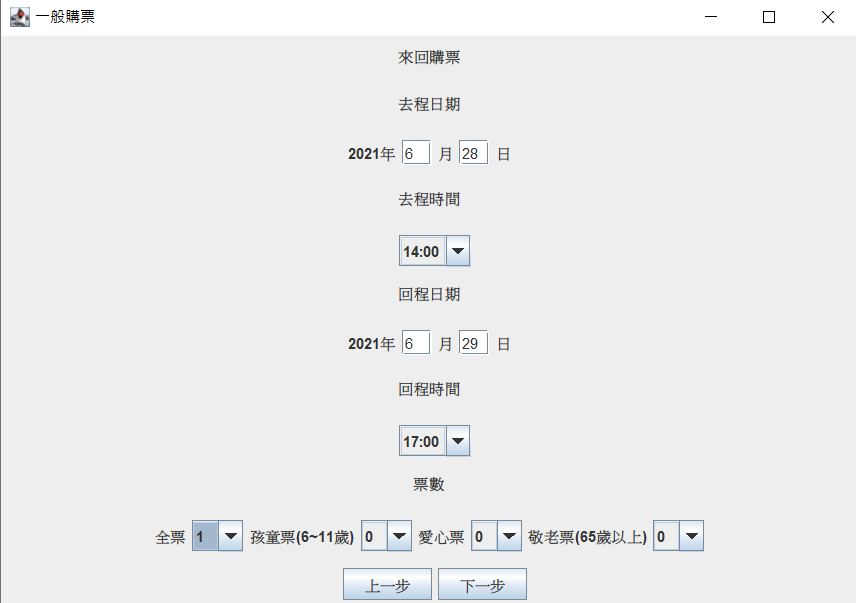 一般購票
來回購票
去程日期
2021年 6 月 28 日
去程時間
14:00
回程日期
2021年 6 月 29 日
回程時間
17:00
票數
全票 1 孩童票(6~11歲) 0 愛心票 0 敬老票(65歲以上) 0
上一步 下一步